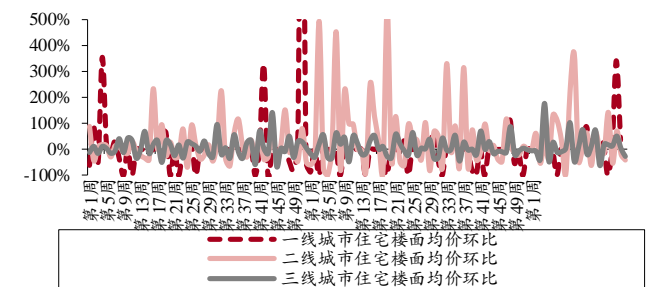 500%
400%
300%
200%
100%
0%
-100%
第1周
第5周
第9周
第13周
第17周
第21周
第25周
第29周
第33周
第37周
第41周
第45周
第49周
第1周
第5周
第9周
第13周
第17周
第21周
第25周
第29周
第33周
第37周
第41周
第45周
第49周
第1周
一线城市住宅楼面均价环比
二线城市住宅楼面均价环比
三线城市住宅楼面均价环比